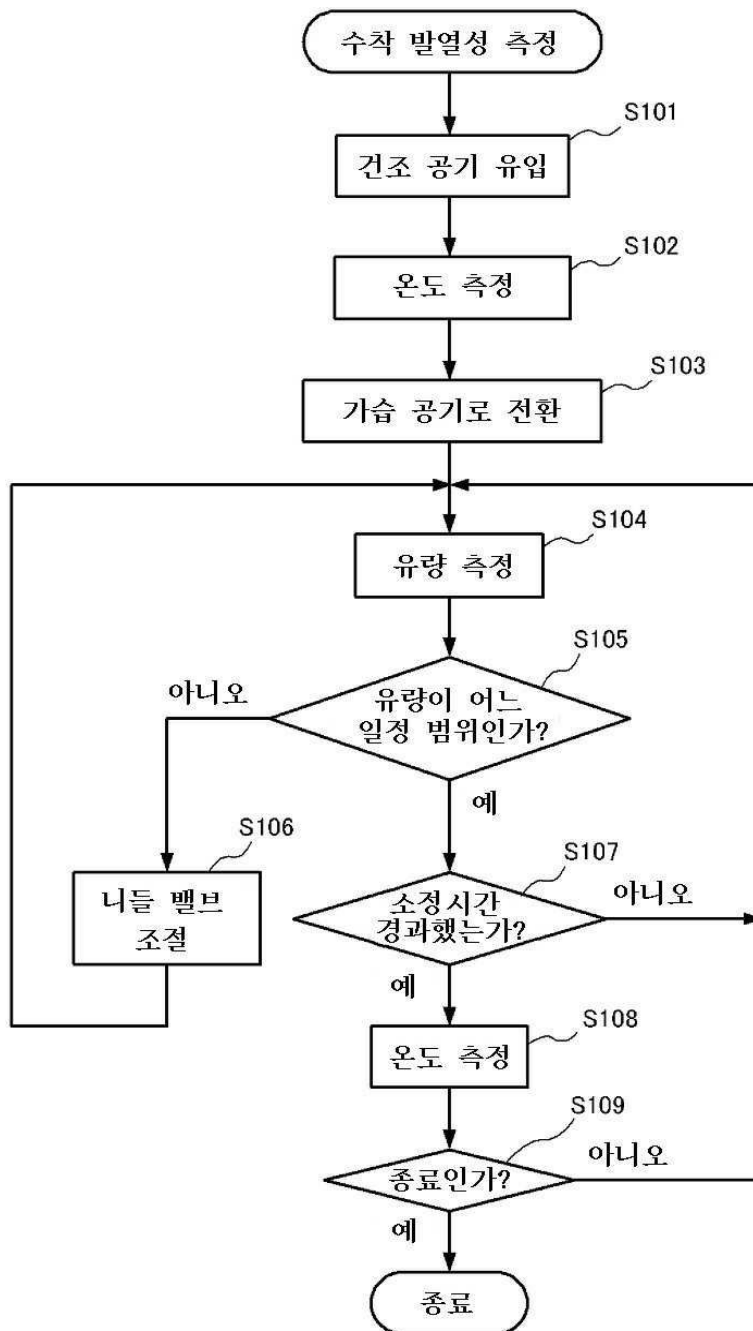 수착 발열성 측정
S101
건조 공기 유입
S102
온도 측정
S103
가습 공기로 전환
S104
유량 측정
S105
유량이 어느
일정 범위인가?
아니오
예
S106
니들 밸브
조절
S107
소정시간
경과했는가?
아니오
예
S108
온도 측정
S109
종료인가?
아니오
예
종료